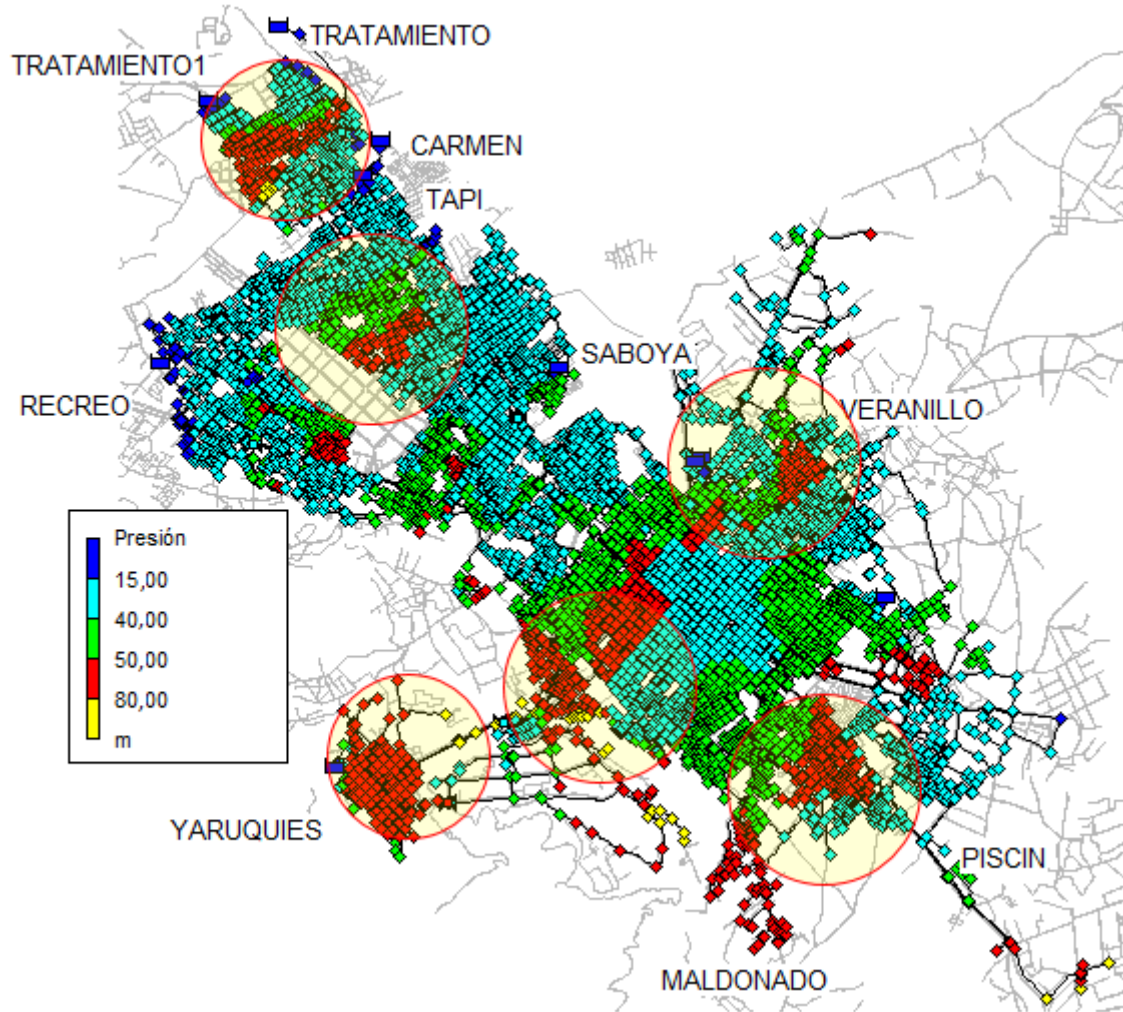 TRATAMIENTO
TRATAMIENTO1
CARMEN
TAPI
SABOYA
RECREO
VERANILLO
Presión
15,00
40,00
50,00
80,00
m
YARUQUIES
PISCIN
MALDONADO